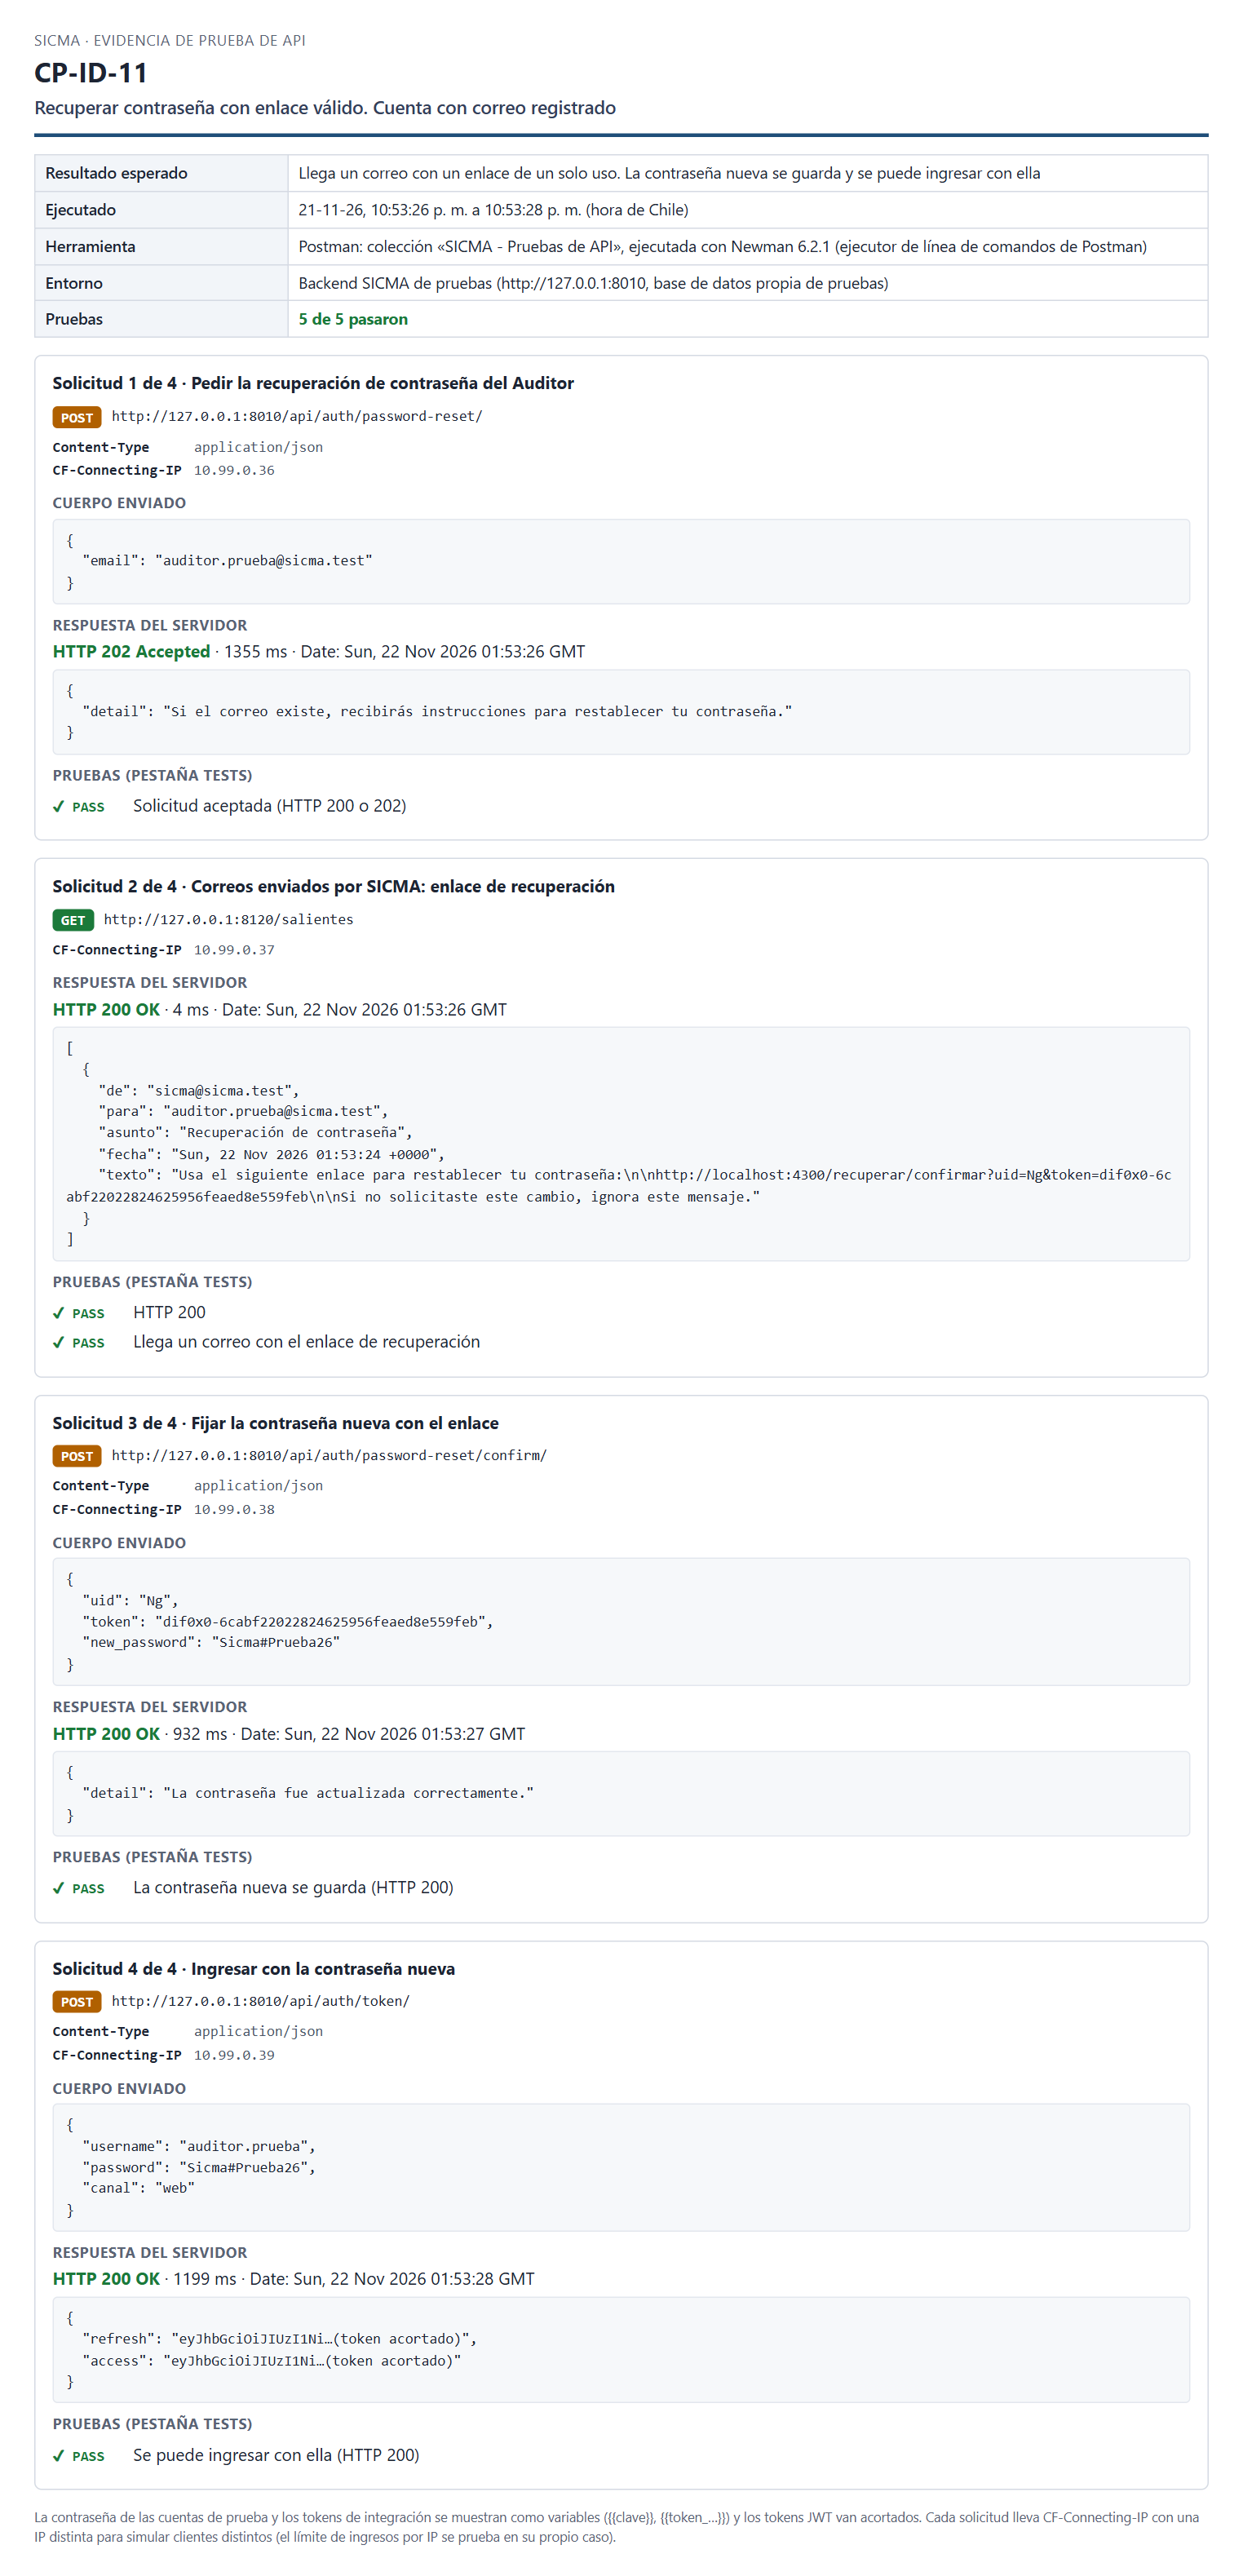 SICMA · EVIDENCIA DE PRUEBA DE API
CP-ID-11
Recuperar contraseña con enlace válido. Cuenta con correo registrado
Resultado esperado Llega un correo con un enlace de un solo uso. La contraseña nueva se guarda y se puede ingresar con ella
Ejecutado 21-11-26, 10:53:26 p. m. a 10:53:28 p. m. (hora de Chile)
Herramienta Postman: colección «SICMA - Pruebas de API», ejecutada con Newman 6.2.1 (ejecutor de línea de comandos de Postman)
Entorno Backend SICMA de pruebas (http://127.0.0.1:8010, base de datos propia de pruebas)
Pruebas 5 de 5 pasaron
Solicitud 1 de 4 · Pedir la recuperación de contraseña del Auditor
POST http://127.0.0.1:8010/api/auth/password-reset/
Content-Type application/json
CF-Connecting-IP 10.99.0.36
CUERPO ENVIADO
{
"email": "auditor.prueba@sicma.test"
}
RESPUESTA DEL SERVIDOR
HTTP 202 Accepted · 1355 ms · Date: Sun, 22 Nov 2026 01:53:26 GMT
{
"detail": "Si el correo existe, recibirás instrucciones para restablecer tu contraseña."
}
PRUEBAS (PESTAÑA TESTS)
✓ PASS Solicitud aceptada (HTTP 200 o 202)
Solicitud 2 de 4 · Correos enviados por SICMA: enlace de recuperación
GET http://127.0.0.1:8120/salientes
CF-Connecting-IP 10.99.0.37
RESPUESTA DEL SERVIDOR
HTTP 200 OK · 4 ms · Date: Sun, 22 Nov 2026 01:53:26 GMT
[
{
"de": "sicma@sicma.test",
"para": "auditor.prueba@sicma.test",
"asunto": "Recuperación de contraseña",
"fecha": "Sun, 22 Nov 2026 01:53:24 +0000",
"texto": "Usa el siguiente enlace para restablecer tu contraseña:\n\nhttp://localhost:4300/recuperar/confirmar?uid=Ng&token=dif0x0-6c
abf22022824625956feaed8e559feb\n\nSi no solicitaste este cambio, ignora este mensaje."
}
]
PRUEBAS (PESTAÑA TESTS)
✓ PASS HTTP 200
✓ PASS Llega un correo con el enlace de recuperación
Solicitud 3 de 4 · Fijar la contraseña nueva con el enlace
POST http://127.0.0.1:8010/api/auth/password-reset/confirm/
Content-Type application/json
CF-Connecting-IP 10.99.0.38
CUERPO ENVIADO
{
"uid": "Ng",
"token": "dif0x0-6cabf22022824625956feaed8e559feb",
"new_password": "Sicma#Prueba26"
}
RESPUESTA DEL SERVIDOR
HTTP 200 OK · 932 ms · Date: Sun, 22 Nov 2026 01:53:27 GMT
{
"detail": "La contraseña fue actualizada correctamente."
}
PRUEBAS (PESTAÑA TESTS)
✓ PASS La contraseña nueva se guarda (HTTP 200)
Solicitud 4 de 4 · Ingresar con la contraseña nueva
POST http://127.0.0.1:8010/api/auth/token/
Content-Type application/json
CF-Connecting-IP 10.99.0.39
CUERPO ENVIADO
{
"username": "auditor.prueba",
"password": "Sicma#Prueba26",
"canal": "web"
}
RESPUESTA DEL SERVIDOR
HTTP 200 OK · 1199 ms · Date: Sun, 22 Nov 2026 01:53:28 GMT
{
"refresh": "eyJhbGciOiJIUzI1Ni…(token acortado)",
"access": "eyJhbGciOiJIUzI1Ni…(token acortado)"
}
PRUEBAS (PESTAÑA TESTS)
✓ PASS Se puede ingresar con ella (HTTP 200)
La contraseña de las cuentas de prueba y los tokens de integración se muestran como variables ({{clave}}, {{token_...}}) y los tokens JWT van acortados. Cada solicitud lleva CF-Connecting-IP con una
IP distinta para simular clientes distintos (el límite de ingresos por IP se prueba en su propio caso).